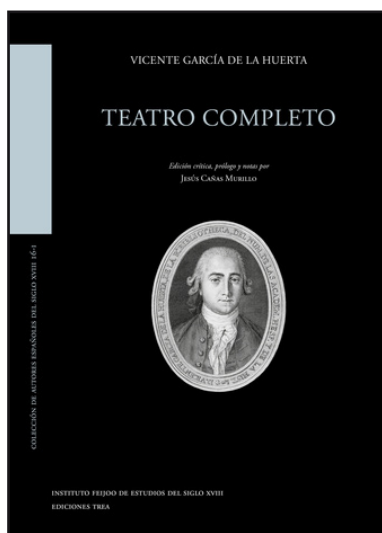 VICENTE GARCÍA DE LA HUERTA
TEATRO COMPLETO
Edición crítica, prólogo y notas por
JESÚS CAÑAS MURILLO
COLECCIÓN DE AUTORES ESPAÑOLES DEL SIGLO XVIII 16-1
INSTITUTO FEIJOO DE ESTUDIOS DEL SIGLO XVIII
EDICIONES TREA